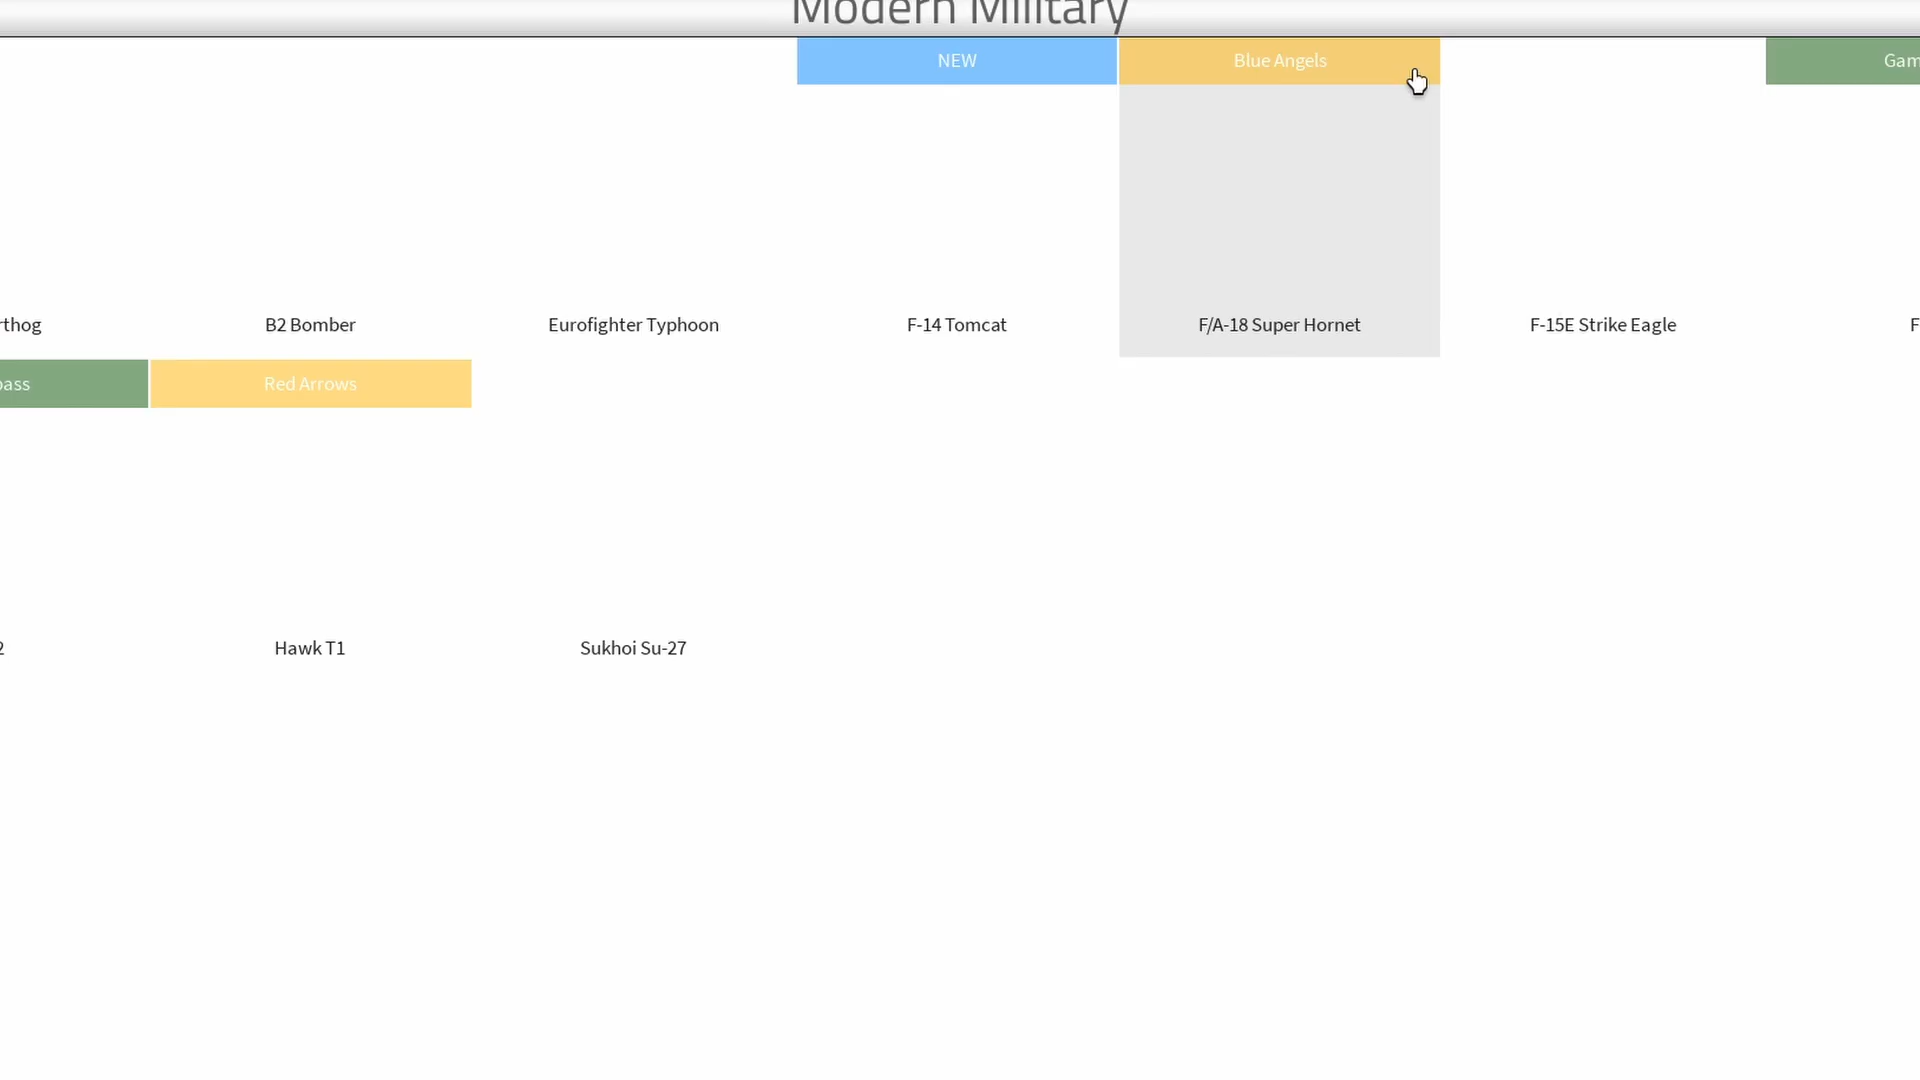 Modern Military
NEW
Blue Angels
B2 Bomber
Eurofighter Typhoon
F-14 Tomcat
F/A-18 Super Hornet
F-15E Strike Eagle
Red Arrows
Hawk T1
Sukhoi Su-27